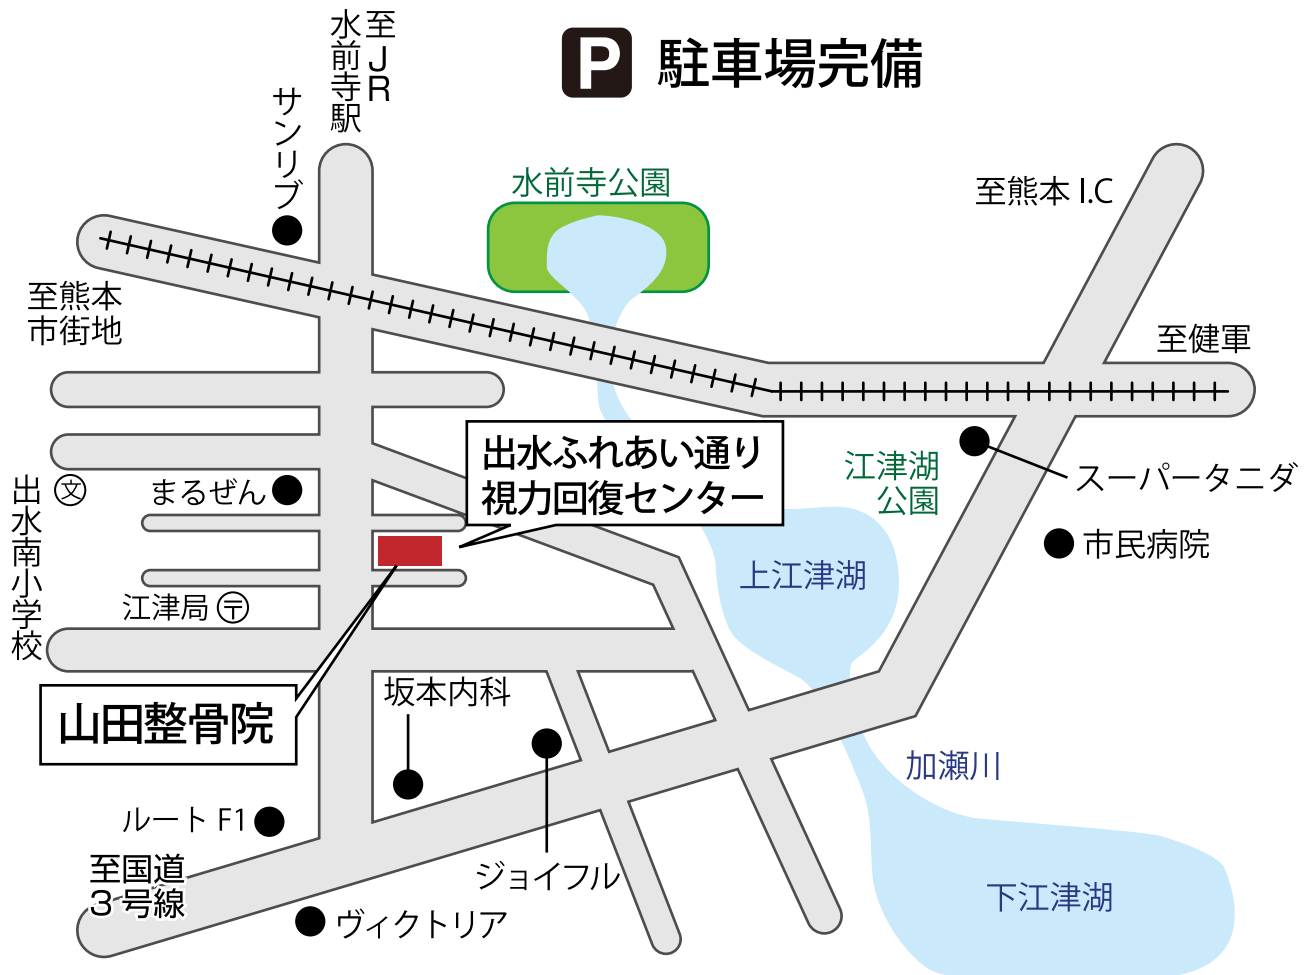 P 駐車場完備
至JR
水前寺駅
サンリブ
水前寺公園
至熊本 I.C
至熊本
市街地
至健軍
出水ふれあい通り
視力回復センター
江津湖
公園
スーパータニダ
出水南小学校
文
まるぜん
市民病院
上江津湖
江津局
〒
坂本内科
山田整骨院
加瀬川
ルート F1
至国道
3号線
ジョイフル
下江津湖
ヴィクトリア